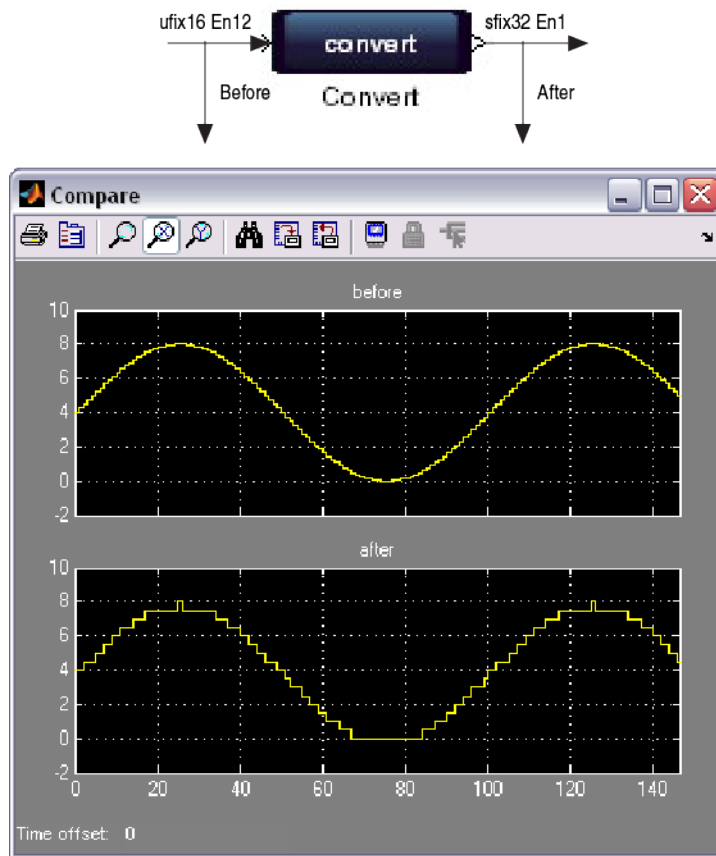 ufix16 En12
convert
sfix32 En1
Before
Convert
After
Compare
before
10
8
6
4
2
0
-2
after
10
8
6
4
2
0
-2
0 20 40 60 80 100 120 140
Time offset: 0